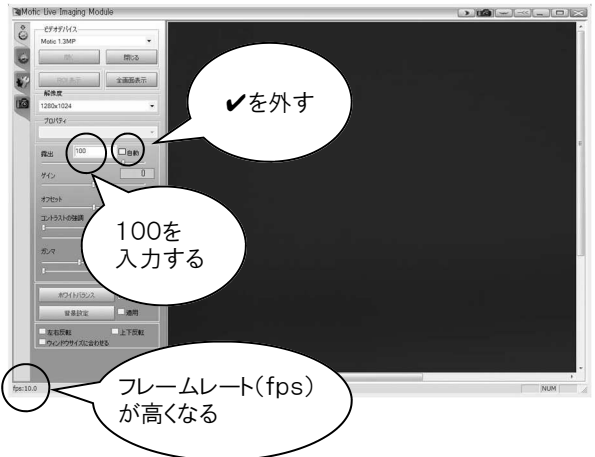 Motic Live Imaging Module
ビデオデバイス
Motic 1.3MP
閉じる
全画面表示
解像度
1280x1024
プロパティ
露出 100 自動
ゲイン 0
オフセット
コントラストの強調
ガンマ
ホワイトバランス
背景設定 適用
左右反転 上下反転
ウィンドウサイズに合わせる
fps:10.0
NUM
✔を外す
100を
入力する
フレームレート(fps)
が高くなる